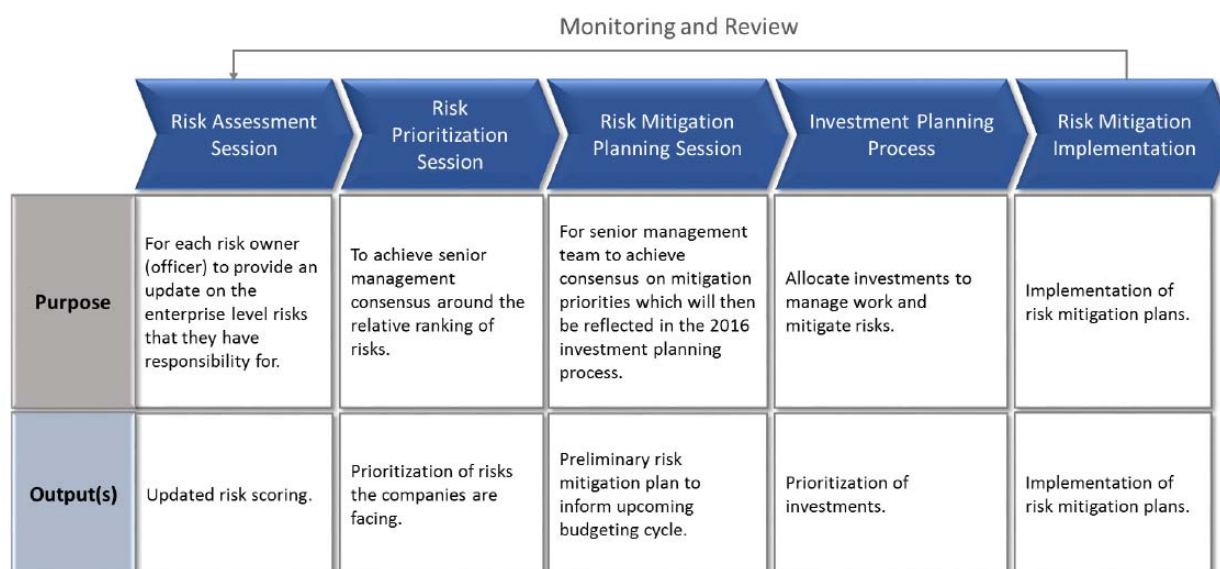 Monitoring and Review
Risk Assessment
Session
Risk
Prioritization
Session
Risk Mitigation
Planning Session
Investment Planning
Process
Risk Mitigation
Implementation
Purpose
For each risk owner
(officer) to provide an
update on the
enterprise level risks
that they have
responsibility for.
To achieve senior
management
consensus around the
relative ranking of
risks.
For senior management
team to achieve
consensus on mitigation
priorities which will then
be reflected in the 2016
investment planning
process.
Allocate investments to
manage work and
mitigate risks.
Implementation of
risk mitigation plans.
Output(s)
Updated risk scoring.
Prioritization of risks
the companies are
facing.
Preliminary risk
mitigation plan to
inform upcoming
budgeting cycle.
Prioritization of
investments.
Implementation of
risk mitigation plans.